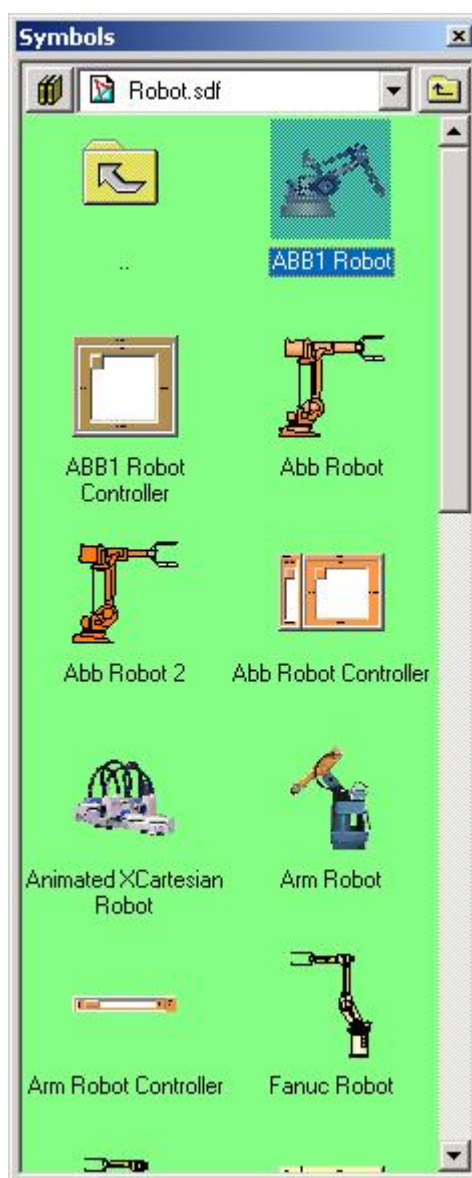 Symbols
Robot.sdf
..
ABB1 Robot
ABB1 Robot
Controller
Abb Robot
Abb Robot 2
Abb Robot Controller
Animated XCartesian
Robot
Arm Robot
Arm Robot Controller
Fanuc Robot